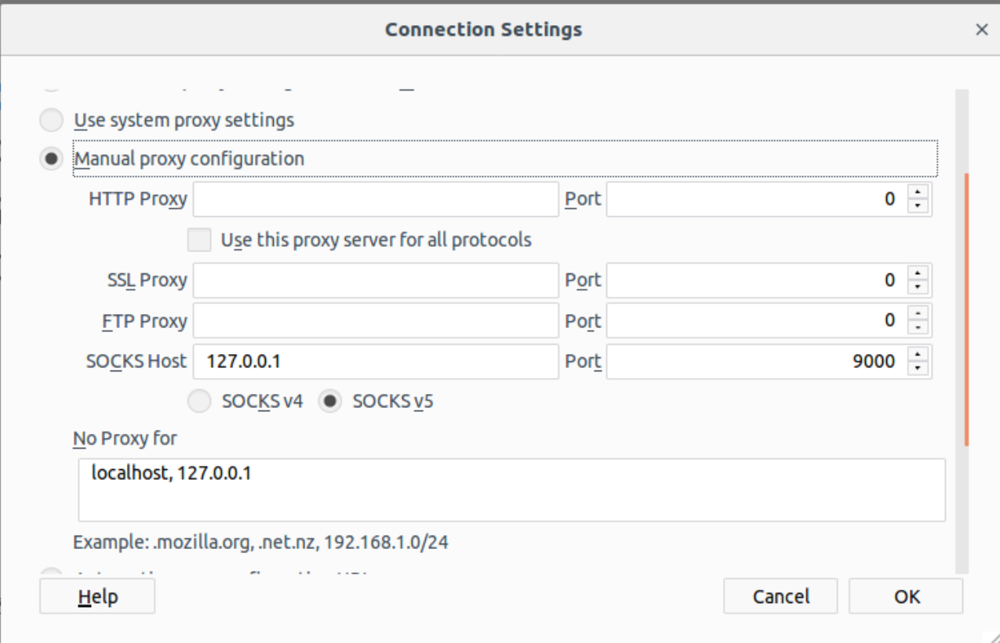 Connection Settings
Use system proxy settings
Manual proxy configuration
HTTP Proxy Port 0
Use this proxy server for all protocols
SSL Proxy Port 0
FTP Proxy Port 0
SOCKS Host 127.0.0.1 Port 9000
SOCKS v4 SOCKS v5
No Proxy for
localhost, 127.0.0.1
Example: .mozilla.org, .net.nz, 192.168.1.0/24
Help Cancel OK